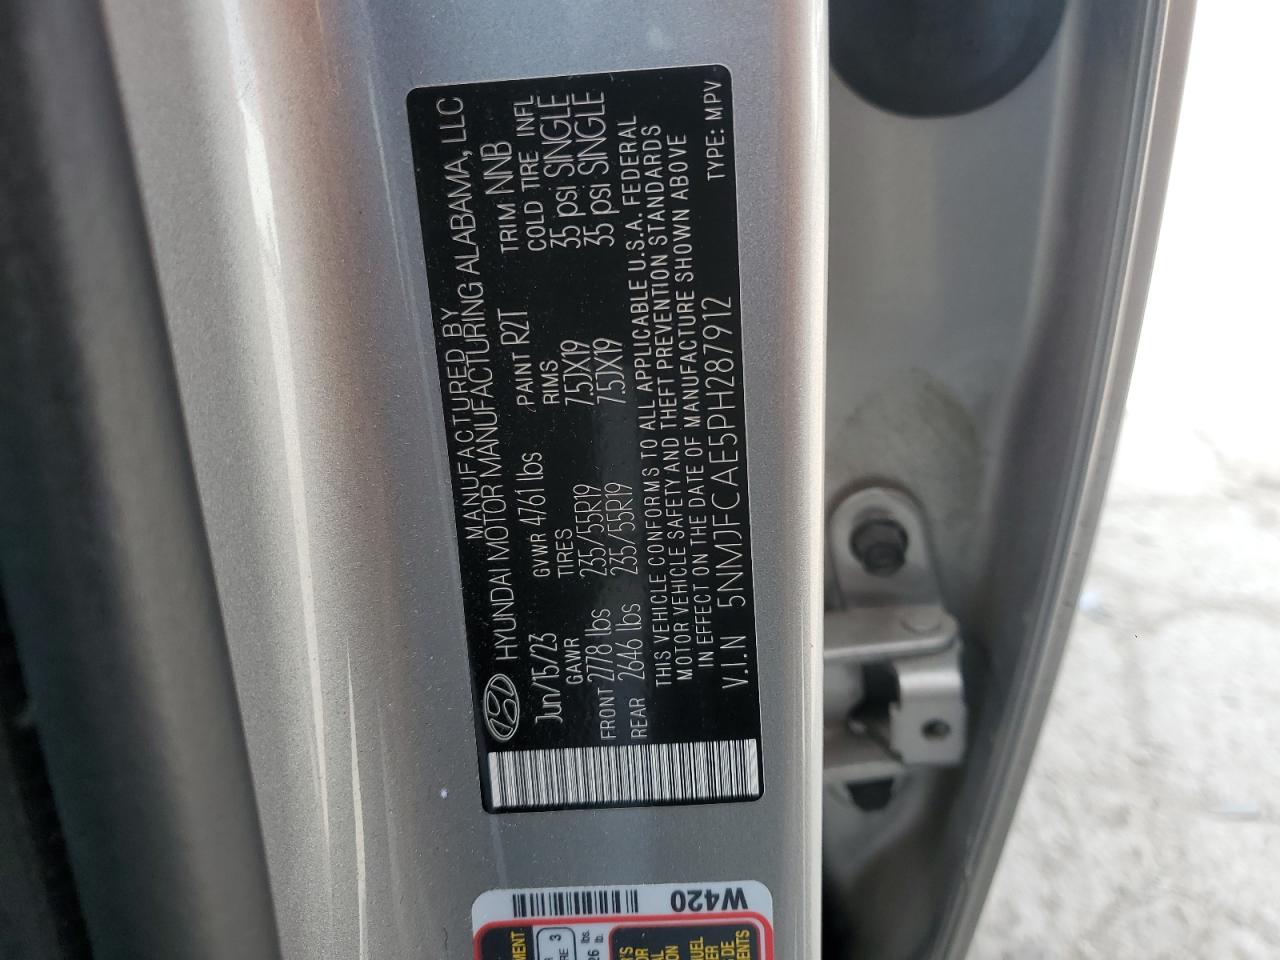 MANUFACTURED BY
HYUNDAI MOTOR MANUFACTURING ALABAMA, LLC
Jun/15/23 GVWR 4761 lbs PAINT R2T TRIM NNB
GAWR TIRES RIMS COLD TIRE INFL
FRONT 2778 lbs 235/55R19 7.5JX19 35 psi SINGLE
REAR 2646 lbs 235/55R19 7.5JX19 35 psi SINGLE
THIS VEHICLE CONFORMS TO ALL APPLICABLE U.S.A. FEDERAL
MOTOR VEHICLE SAFETY AND THEFT PREVENTION STANDARDS
IN EFFECT ON THE DATE OF MANUFACTURE SHOWN ABOVE
V.I.N 5NMJFCAE5PH287912 TYPE: MPV
W420